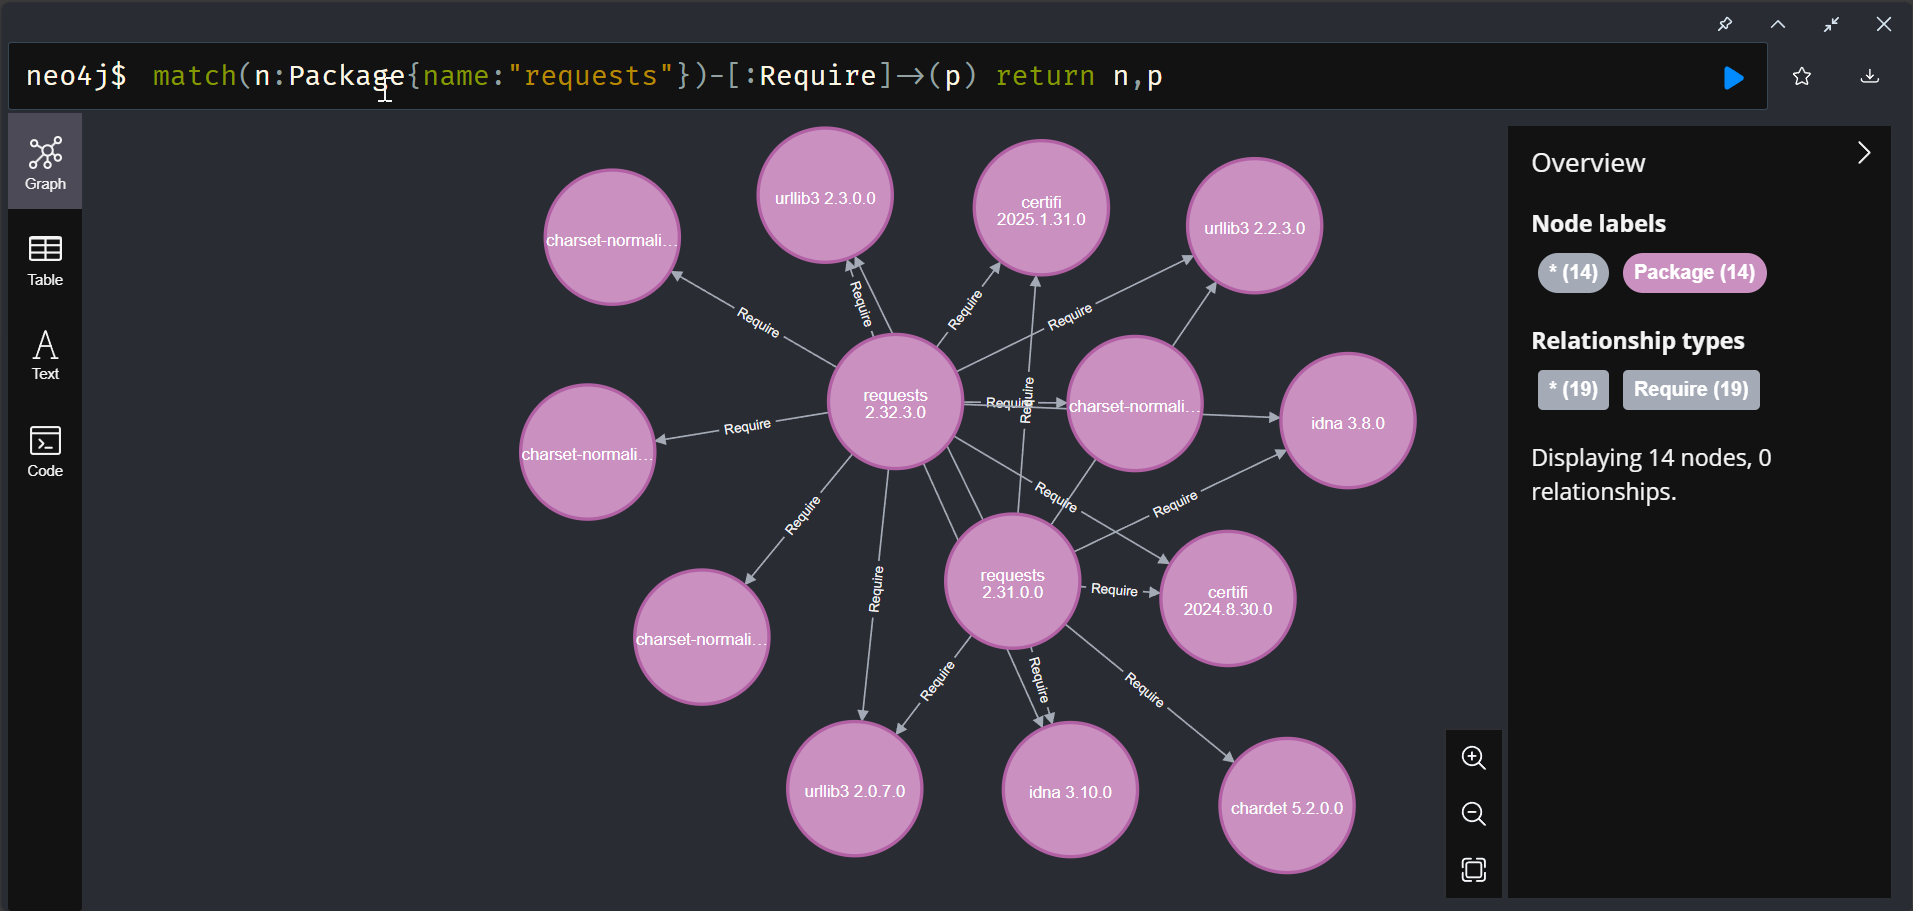 neo4j$ match(n:Package{name:"requests"})-[:Require]->(p) return n,p
Graph
Table
Text
Code
urllib3 2.3.0.0
certifi
2025.1.31.0
urllib3 2.2.3.0
charset-normali...
Require
Require
Require
Require
requests
2.32.3.0
Require
Require
charset-normali...
idna 3.8.0
charset-normali...
Require
Require
Require
Require
requests
2.31.0.0
Require
certifi
2024.8.30.0
Require
charset-normali...
Require
Require
Require
urllib3 2.0.7.0
idna 3.10.0
chardet 5.2.0.0
Overview
Node labels
* (14)
Package (14)
Relationship types
* (19)
Require (19)
Displaying 14 nodes, 0
relationships.